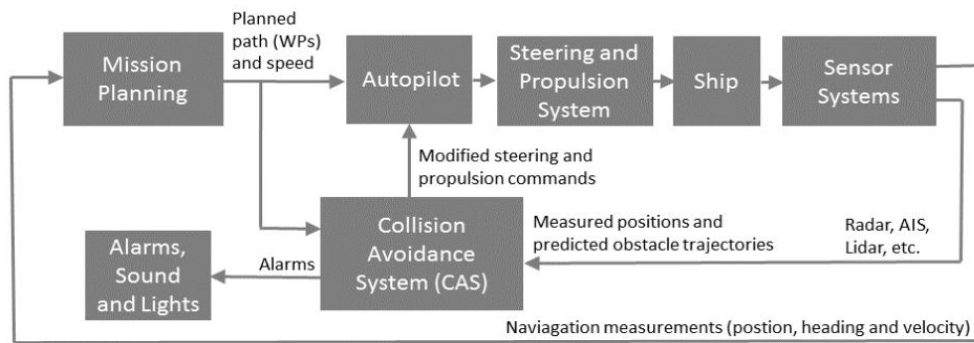 Planned
path (WPs)
and speed
Mission
Planning
Autopilot
Steering and
Propulsion
System
Ship
Sensor
Systems
Modified steering and
propulsion commands
Collision
Avoidance
System (CAS)
Measured positions and
predicted obstacle trajectories
Radar, AIS,
Lidar, etc.
Alarms,
Sound
and Lights
Alarms
Naviagation measurements (postion, heading and velocity)